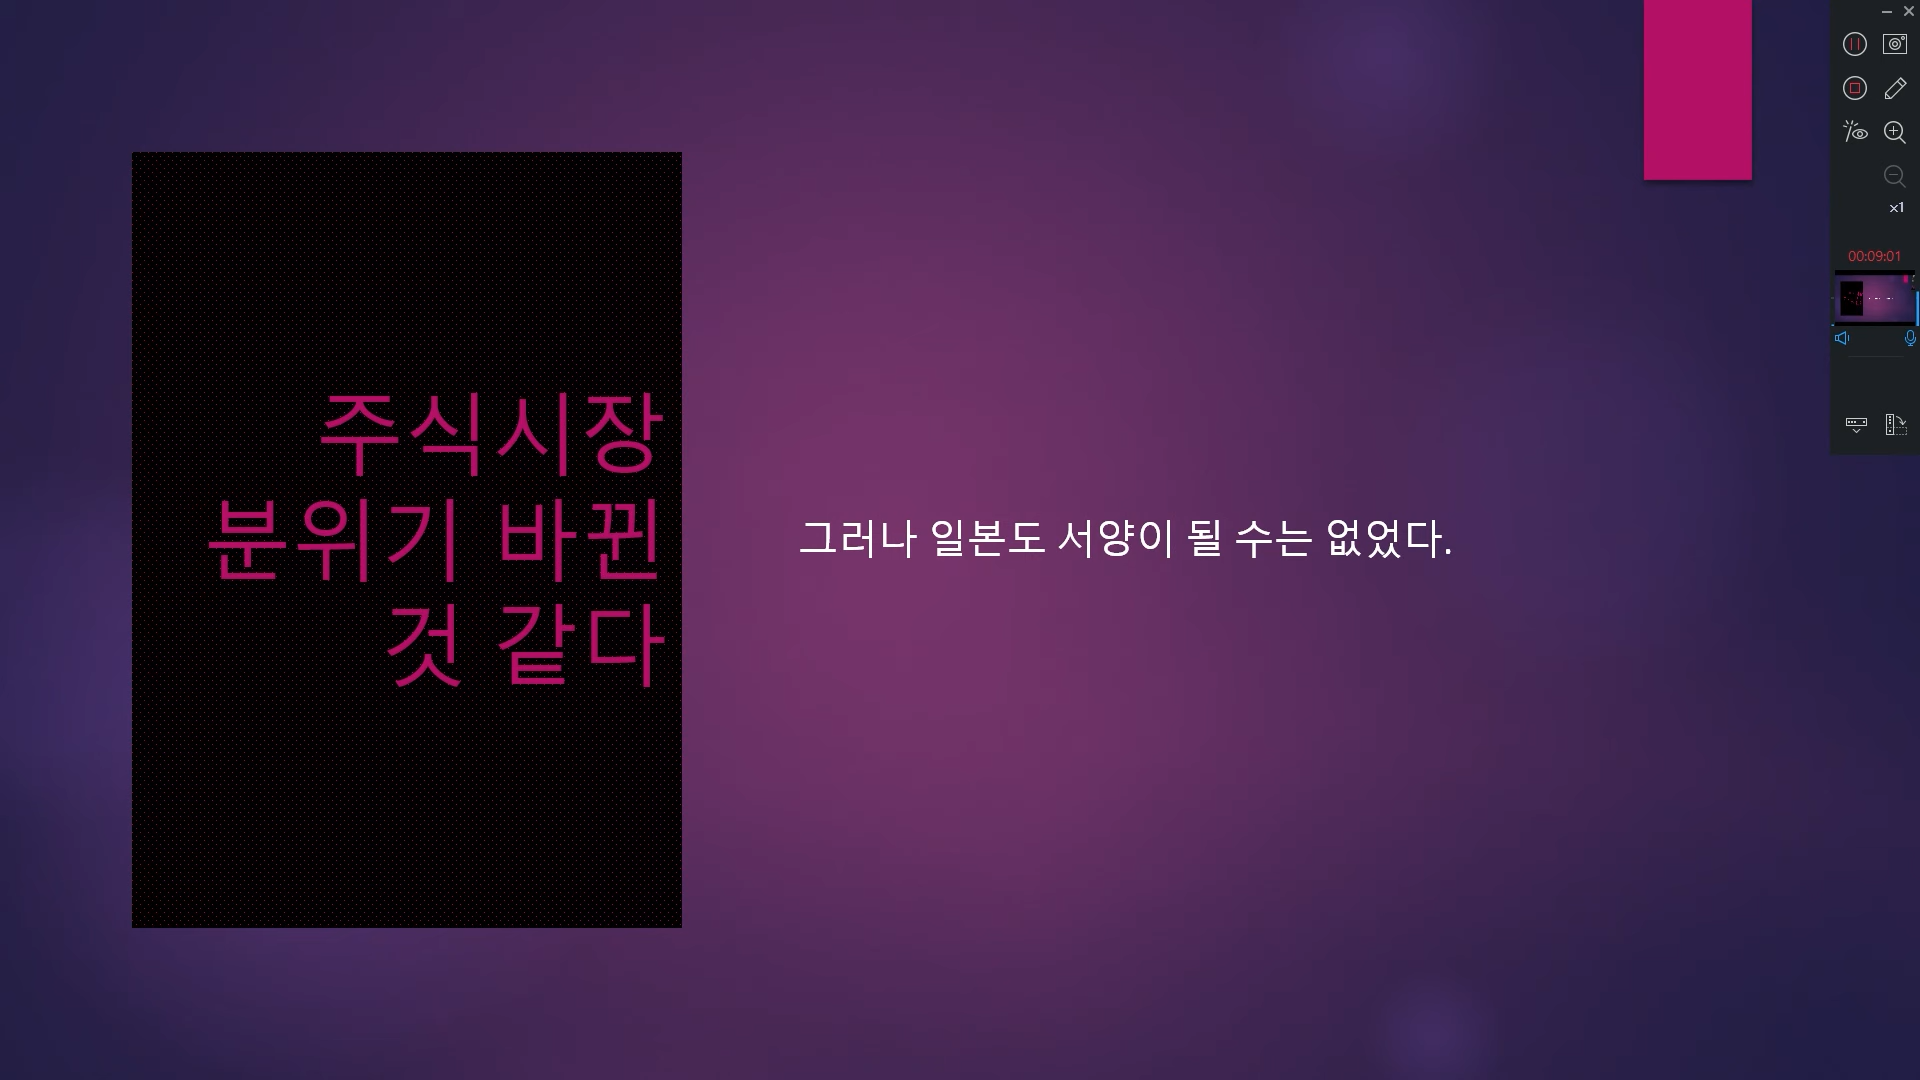 주식시장
분위기 바뀐
것 같다
그러나 일본도 서양이 될 수는 없었다.
x1
00:09:01